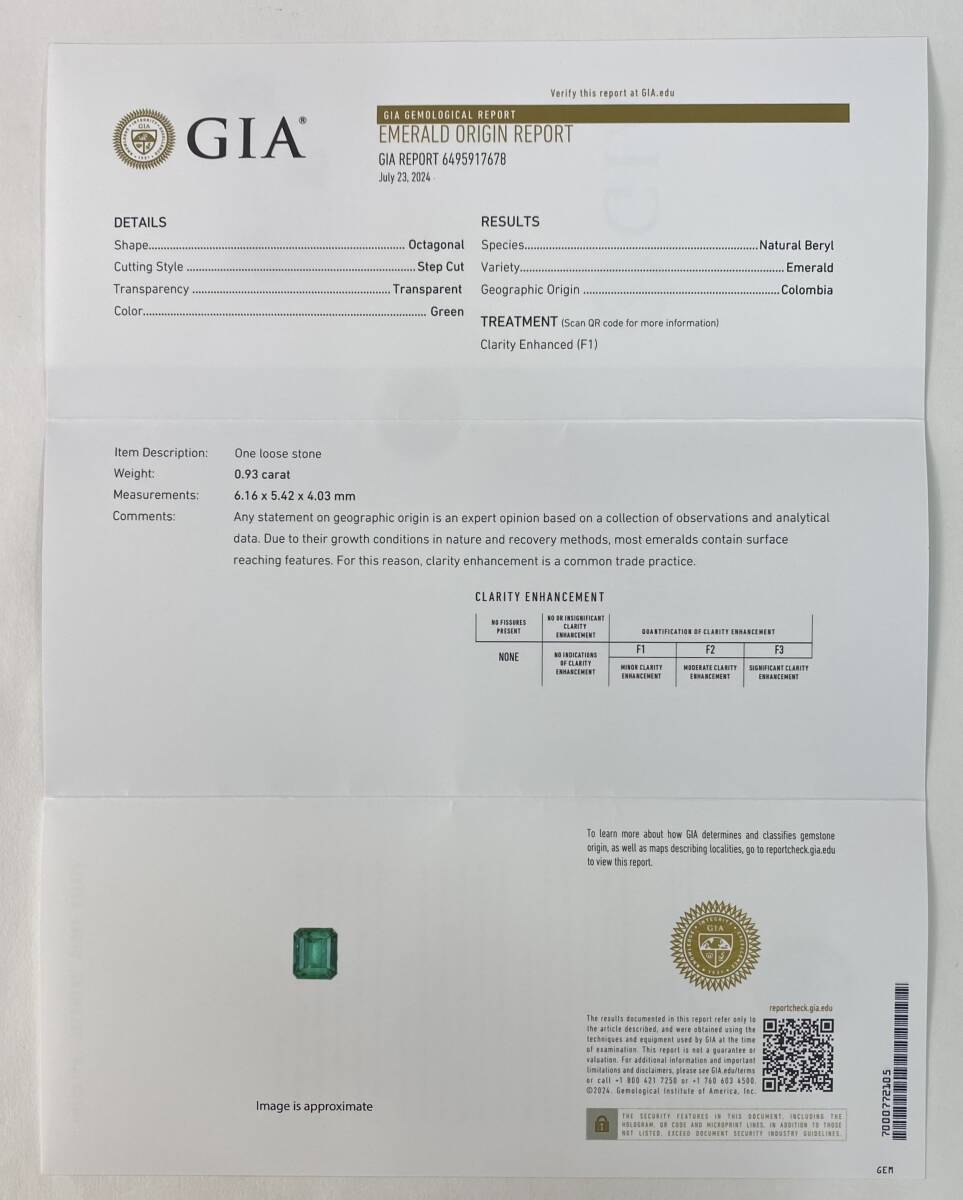 Verify this report at GIA.edu
GIA®
GIA GEMOLOGICAL REPORT
EMERALD ORIGIN REPORT
GIA REPORT 6495917678
July 23, 2024
DETAILS
Shape Octagonal
Cutting Style Step Cut
Transparency Transparent
Color Green
RESULTS
Species Natural Beryl
Variety Emerald
Geographic Origin Colombia
TREATMENT (Scan QR code for more information)
Clarity Enhanced (F1)
Item Description: One loose stone
Weight: 0.93 carat
Measurements: 6.16 x 5.42 x 4.03 mm
Comments: Any statement on geographic origin is an expert opinion based on a collection of observations and analytical
data. Due to their growth conditions in nature and recovery methods, most emeralds contain surface
reaching features. For this reason, clarity enhancement is a common trade practice.
CLARITY ENHANCEMENT
NO FISSURES
PRESENT
NO OR INSIGNIFICANT
CLARITY
ENHANCEMENT
QUANTIFICATION OF CLARITY ENHANCEMENT
NONE
NO INDICATIONS
OF CLARITY
ENHANCEMENT
F1
MINOR CLARITY
ENHANCEMENT
F2
MODERATE CLARITY
ENHANCEMENT
F3
SIGNIFICANT CLARITY
ENHANCEMENT
To learn more about how GIA determines and classifies gemstone
origin, as well as maps describing localities, go to reportcheck.gia.edu
to view this report.
GIA
reportcheck.gia.edu
The results documented in this report refer only to
the article described, and were obtained using the
techniques and equipment used by GIA at the time
of examination. This report is not a guarantee or
valuation. For additional information and important
limitations and disclaimers, please see GIA.edu/terms
or call +1 800 421 7250 or +1 760 603 4500.
©2024. Gemological Institute of America, Inc.
THE SECURITY FEATURES IN THIS DOCUMENT, INCLUDING THE
HOLOGRAM, QR CODE AND MICROPRINT LINES, IN ADDITION TO THOSE
NOT LISTED, EXCEED DOCUMENT SECURITY INDUSTRY GUIDELINES.
Image is approximate
7000772105
GEM